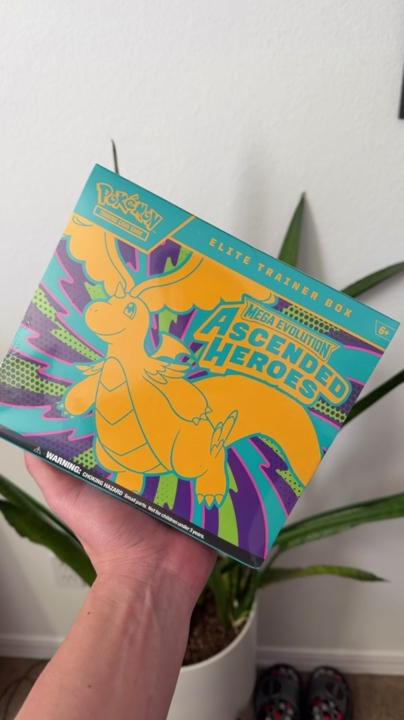 POKÉMON
TRADING CARD GAME
ELITE TRAINER BOX
6+
MEGA EVOLUTION
ASCENDED
HEROES
WARNING: CHOKING HAZARD Small parts. Not for children under 3 years.